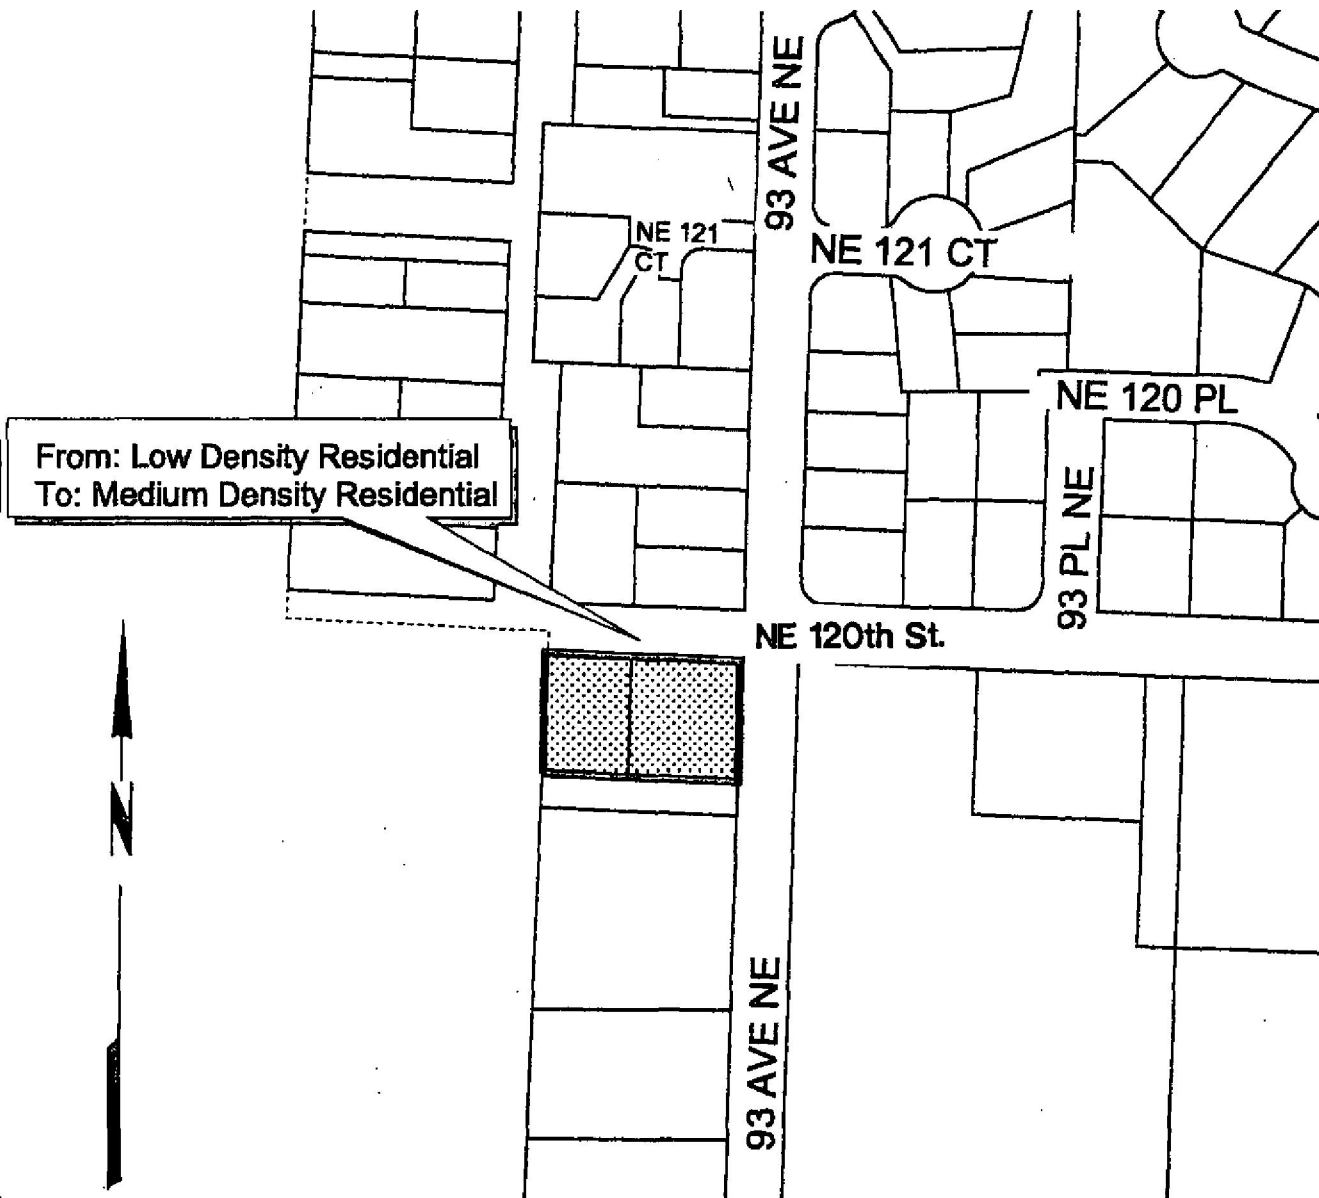 93 AVE NE
NE 121
CT
NE 121 CT
NE 120 PL
From: Low Density Residential
To: Medium Density Residential
93 PL NE
NE 120th St.
N
93 AVE NE